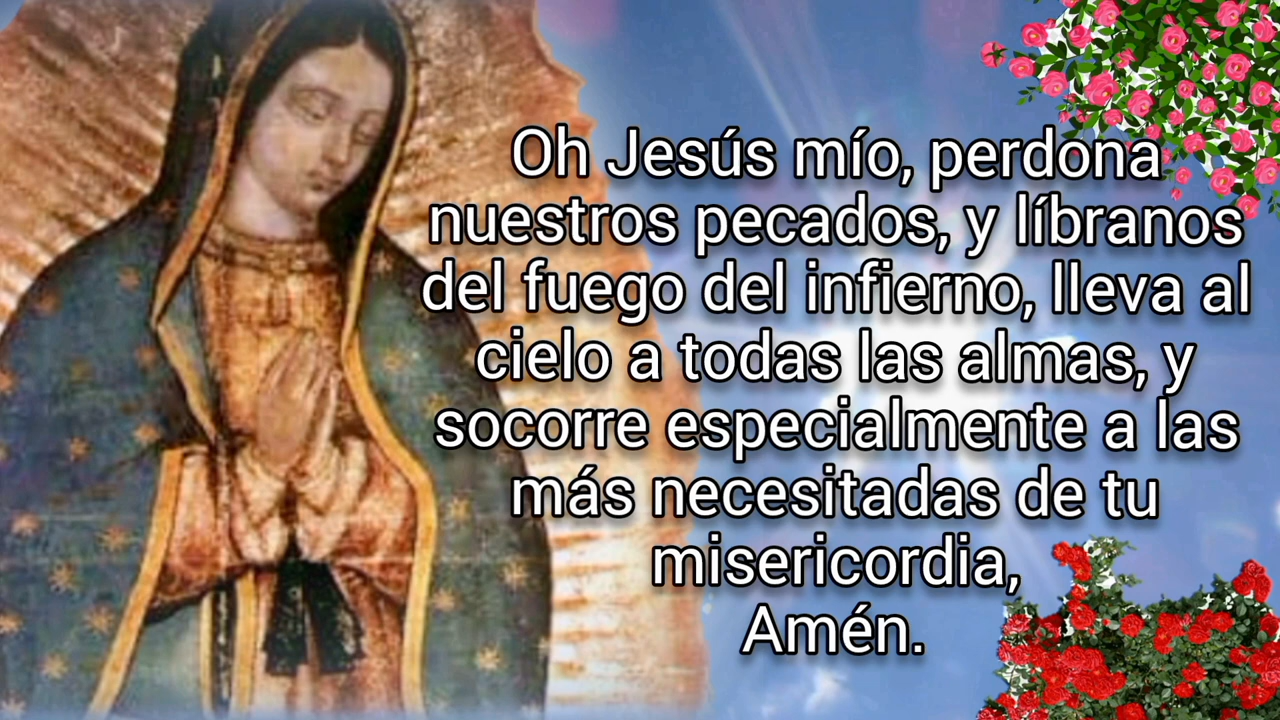 Oh Jesús mío, perdona
nuestros pecados, y líbranos
del fuego del infierno, lleva al
cielo a todas las almas, y
socorre especialmente a las
más necesitadas de tu
misericordia,
Amén.